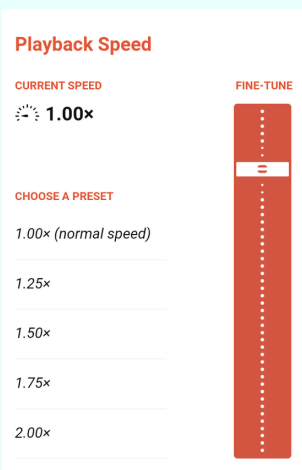 Playback Speed
CURRENT SPEED
1.00×
FINE-TUNE
CHOOSE A PRESET
1.00× (normal speed)
1.25×
1.50×
1.75×
2.00×